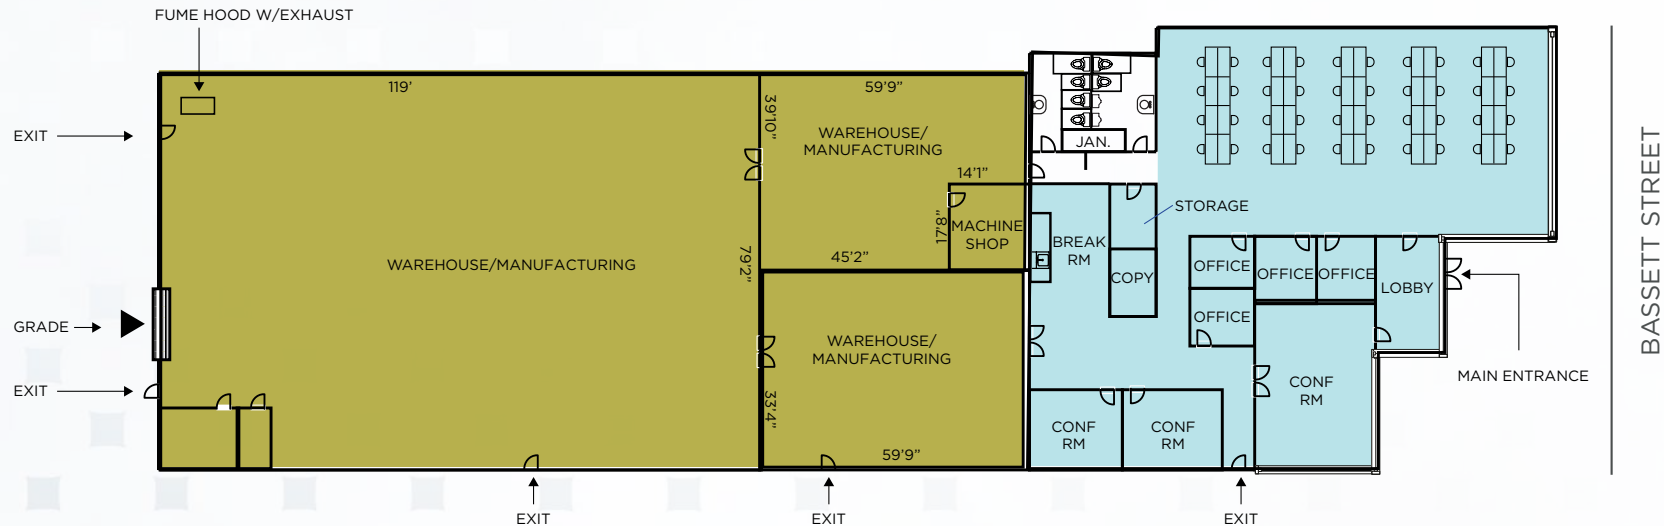 FUME HOOD W/EXHAUST
119'
59'9"
39'10"
EXIT
WAREHOUSE/
MANUFACTURING
JAN.
14'1"
17'8"
MACHINE
SHOP
STORAGE
BREAK
RM
COPY
OFFICE
OFFICE
OFFICE
LOBBY
OFFICE
BASSETT STREET
WAREHOUSE/MANUFACTURING
79'2"
45'2"
GRADE
WAREHOUSE/
MANUFACTURING
MAIN ENTRANCE
EXIT
33'4"
CONF
RM
CONF
RM
CONF
RM
59'9"
EXIT
EXIT
EXIT